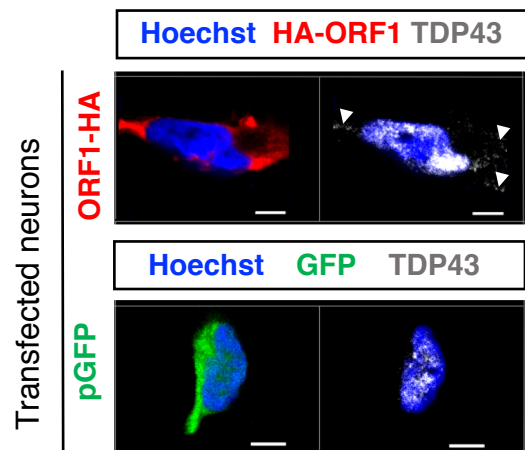 Hoechst HA-ORF1 TDP43
Transfected neurons
ORF1-HA
Hoechst GFP TDP43
pGFP